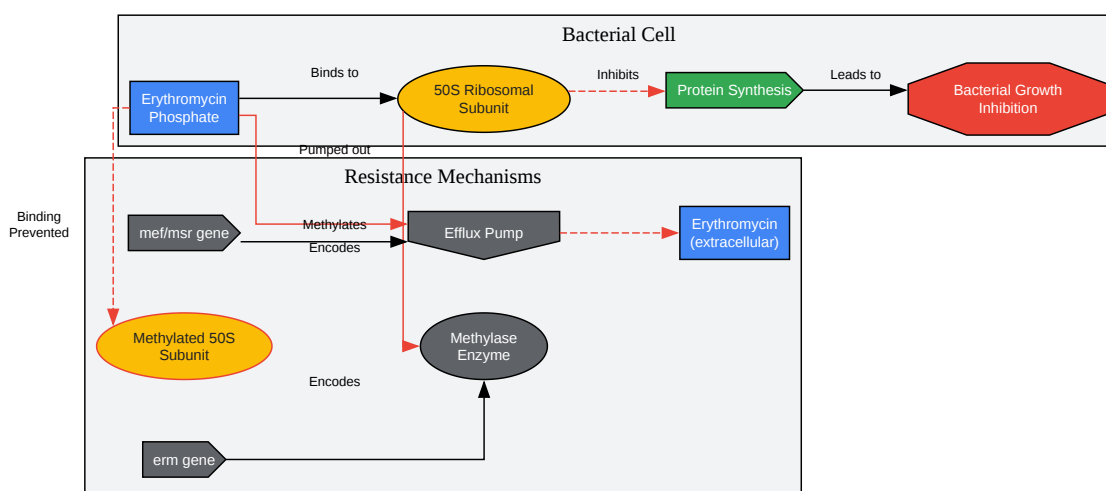 Bacterial Cell
Erythromycin
Phosphate
Binds to
50S Ribosomal
Subunit
Inhibits
Protein Synthesis
Leads to
Bacterial Growth
Inhibition
Pumped out
Resistance Mechanisms
Binding
Prevented
mef/msr gene
Methylates
Encodes
Efflux Pump
Erythromycin
(extracellular)
Methylated 50S
Subunit
Methylase
Enzyme
Encodes
erm gene